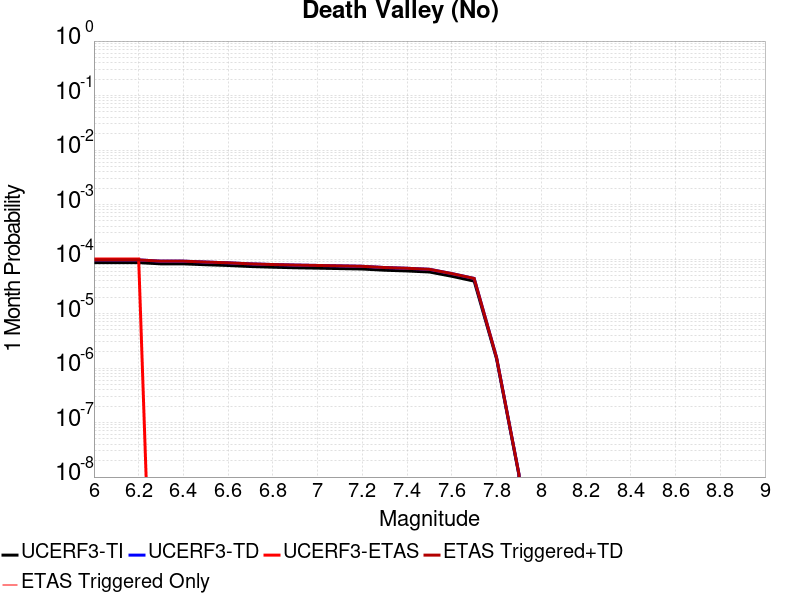 Death Valley (No)
10^0
10^-1
10^-2
10^-3
10^-4
10^-5
10^-6
10^-7
10^-8
1 Month Probability
6 6.2 6.4 6.6 6.8 7 7.2 7.4 7.6 7.8 8 8.2 8.4 8.6 8.8 9
Magnitude
UCERF3-TI UCERF3-TD UCERF3-ETAS ETAS Triggered+TD
ETAS Triggered Only